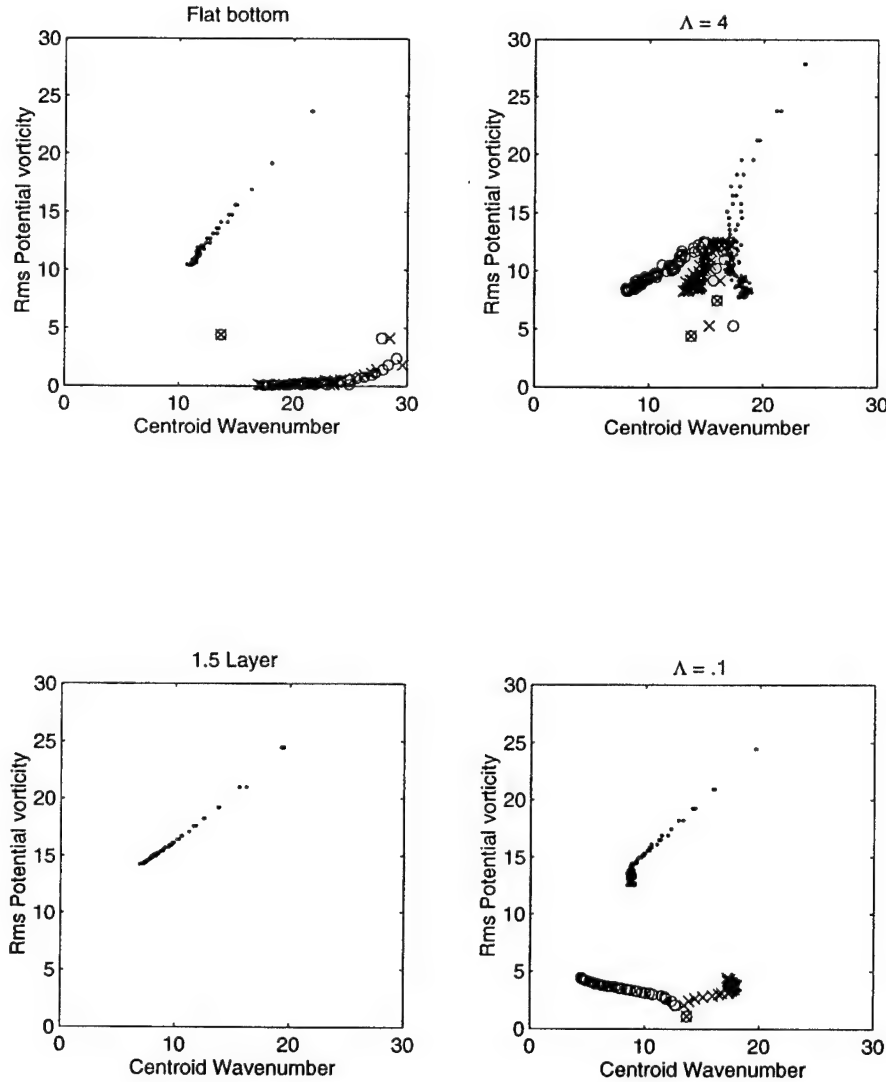 Flat bottom
Rms Potential vorticity
30
25
20
15
10
5
0
0 10 20 30
Centroid Wavenumber
Λ = 4
Rms Potential vorticity
30
25
20
15
10
5
0
0 10 20 30
Centroid Wavenumber
1.5 Layer
Rms Potential vorticity
30
25
20
15
10
5
0
0 10 20 30
Centroid Wavenumber
Λ = .1
Rms Potential vorticity
30
25
20
15
10
5
0
0 10 20 30
Centroid Wavenumber